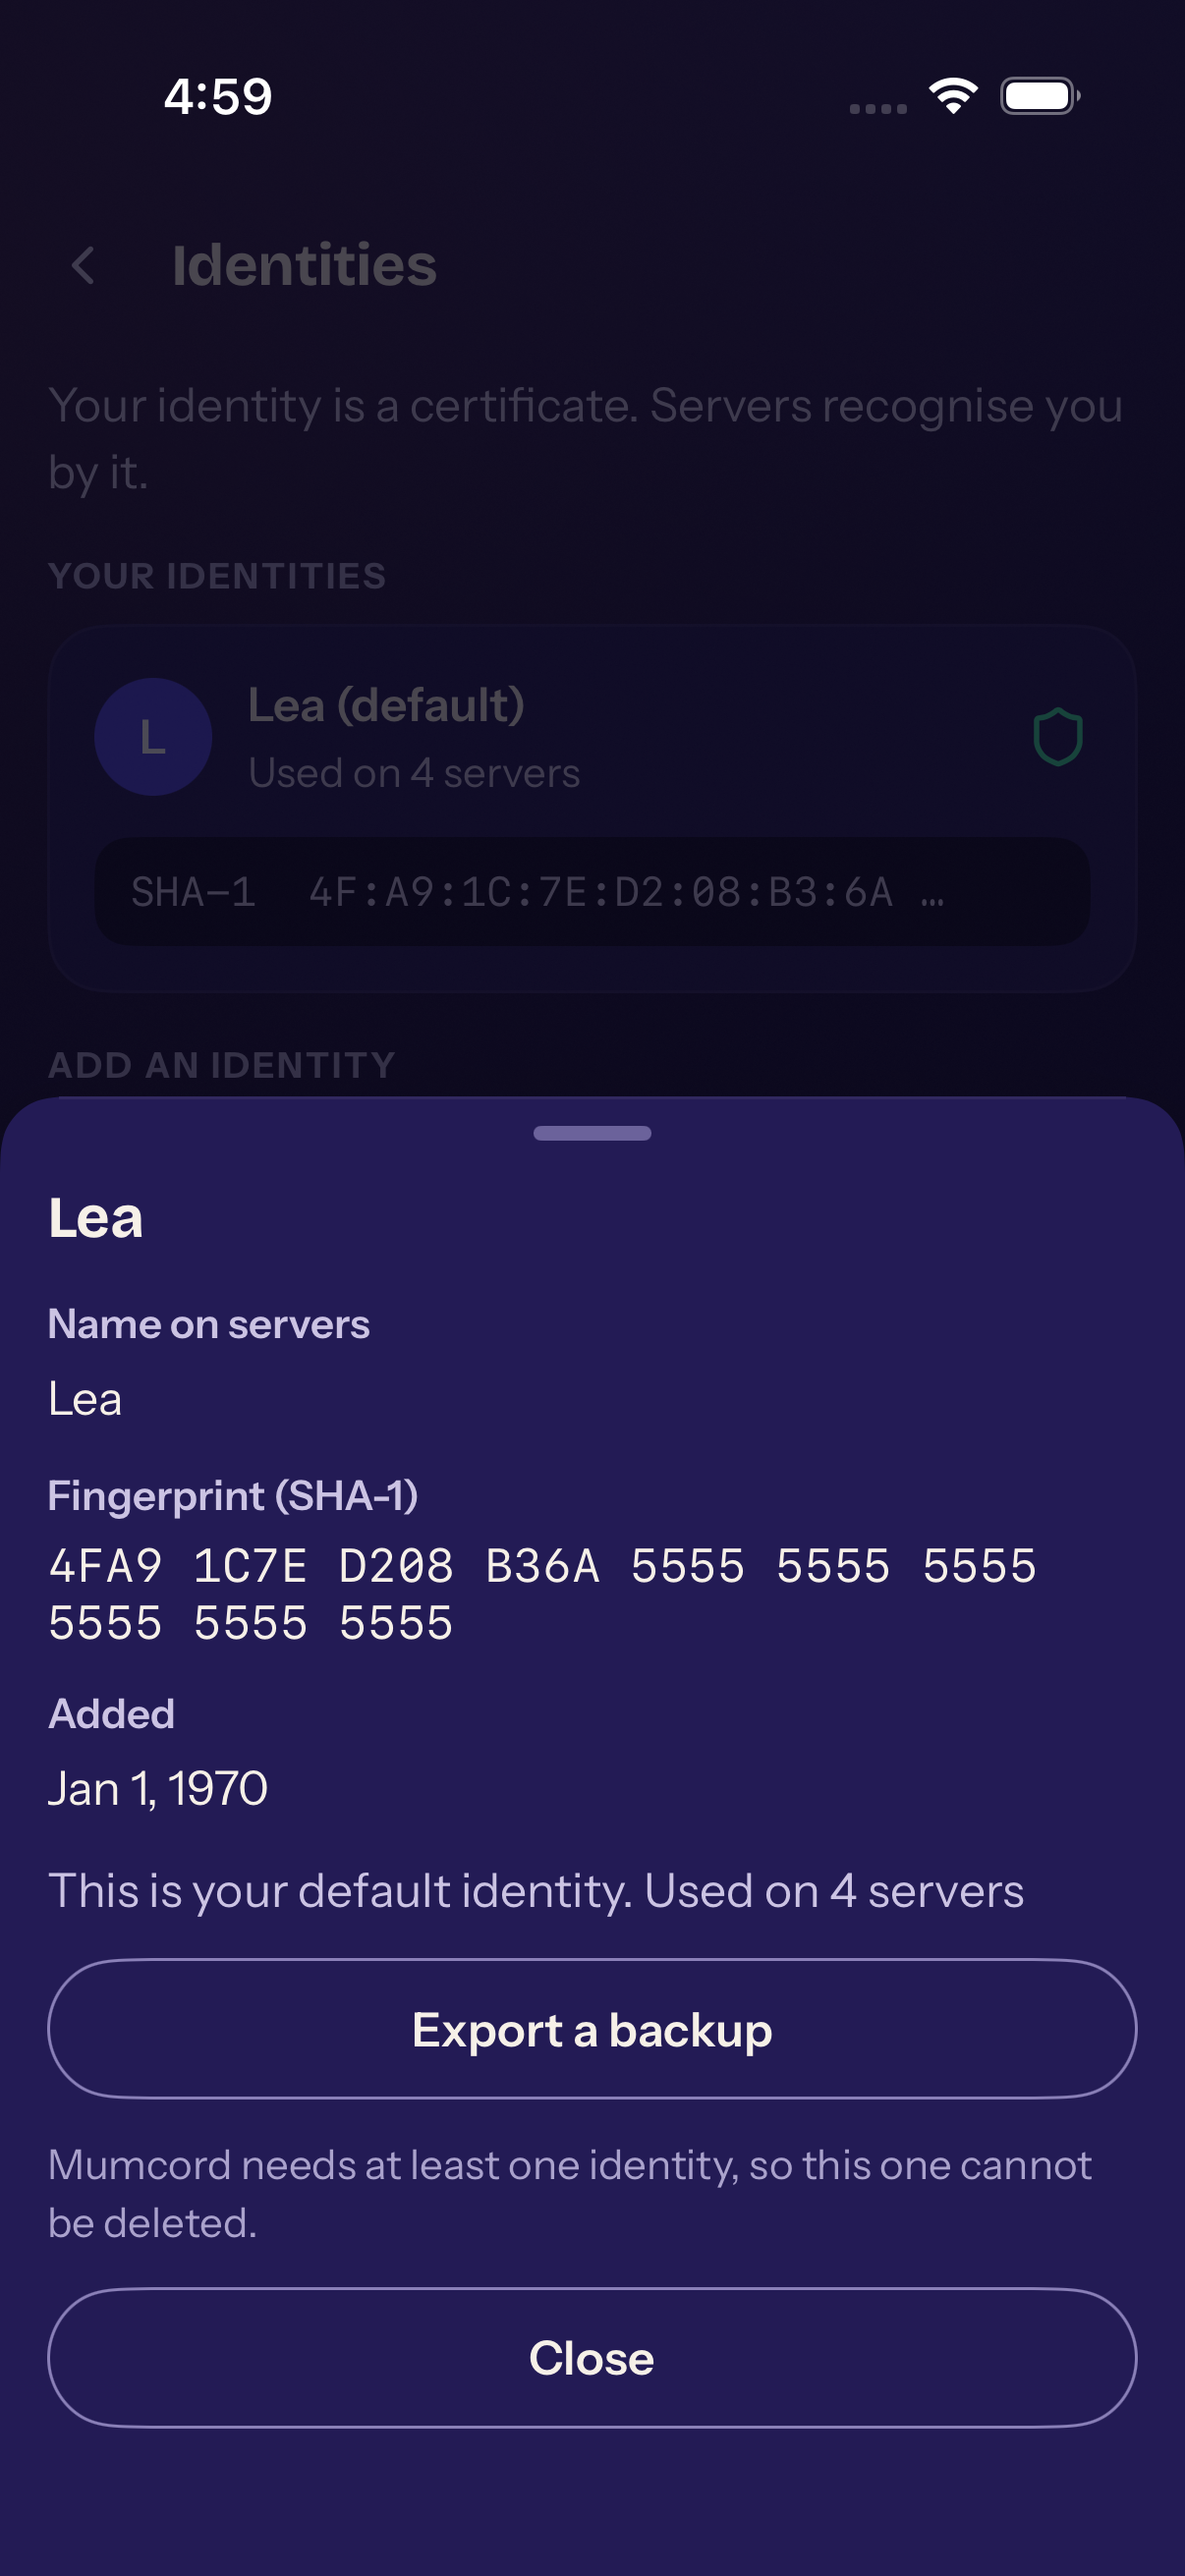 4:59
Identities
Your identity is a certificate. Servers recognise you
by it.
YOUR IDENTITIES
L
Lea (default)
Used on 4 servers
SHA–1 4F:A9:1C:7E:D2:08:B3:6A …
ADD AN IDENTITY
Lea
Name on servers
Lea
Fingerprint (SHA-1)
4FA9 1C7E D208 B36A 5555 5555 5555
5555 5555 5555
Added
Jan 1, 1970
This is your default identity. Used on 4 servers
Export a backup
Mumcord needs at least one identity, so this one cannot
be deleted.
Close